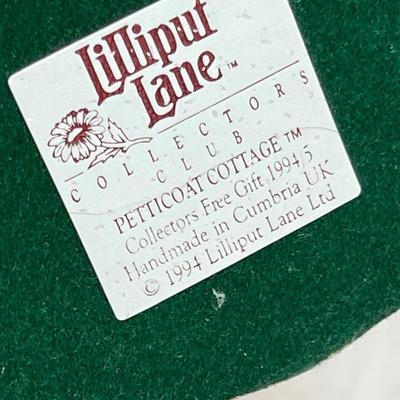 Lilliput
Lane™
COLLECTORS
CLUB
PETTICOAT COTTAGE™
Collectors Free Gift 1994/5
Handmade in Cumbria UK
© 1994 Lilliput Lane Ltd